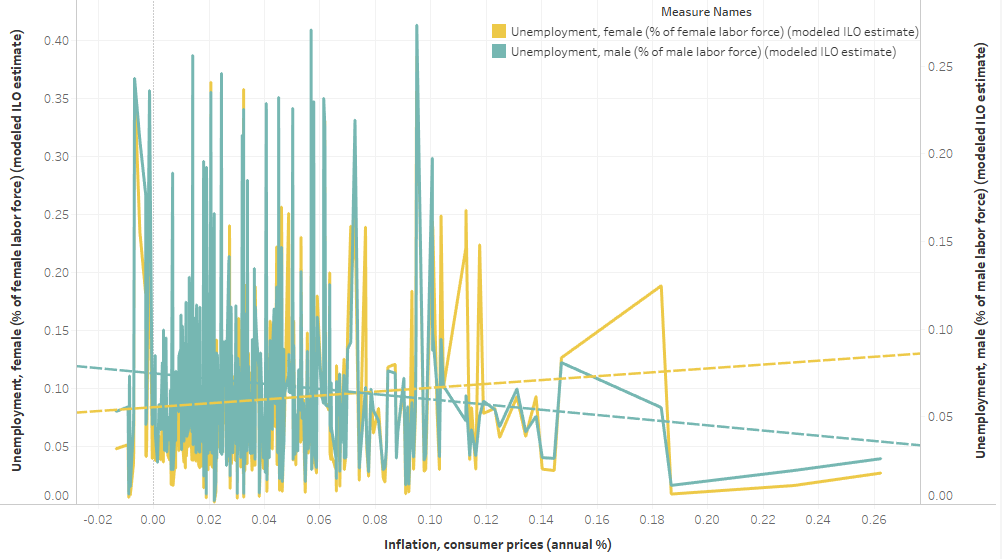 Measure Names
Unemployment, female (% of female labor force) (modeled ILO estimate)
Unemployment, male (% of male labor force) (modeled ILO estimate)
Unemployment, female (% of female labor force) (modeled ILO estimate)
0.40
0.35
0.30
0.25
0.20
0.15
0.10
0.05
0.00
0.25
0.20
0.15
0.10
0.05
0.00
Unemployment, male (% of male labor force) (modeled ILO estimate)
-0.02 0.00 0.02 0.04 0.06 0.08 0.10 0.12 0.14 0.16 0.18 0.20 0.22 0.24 0.26
Inflation, consumer prices (annual %)